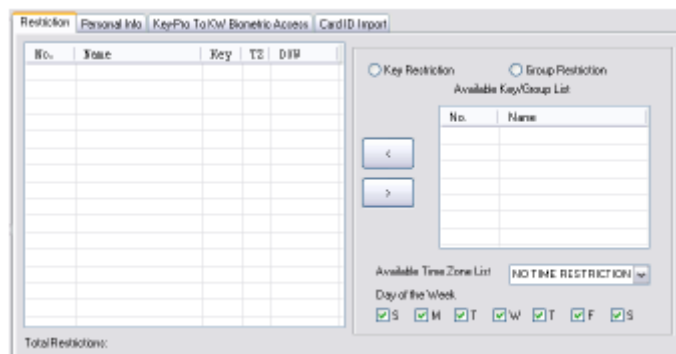 Restriction Personal Info Key-Pro To KW Biometric Access Card ID Import
No. Name Key TZ DOW
Key Restriction Group Restriction
Available Key/Group List
No. Name
<
>
Available Time Zone List NO TIME RESTRICTION
Day of the Week
S M T W T F S
Total Restrictions: